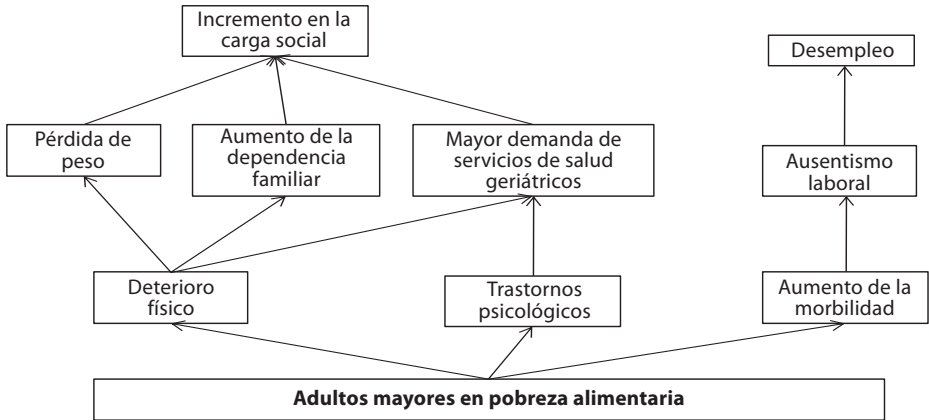 Incremento en la
carga social
Desempleo
Pérdida de
peso
Aumento de la
dependencia
familiar
Mayor demanda de
servicios de salud
geriátricos
Ausentismo
laboral
Deterioro
físico
Trastornos
psicológicos
Aumento de la
morbilidad
Adultos mayores en pobreza alimentaria